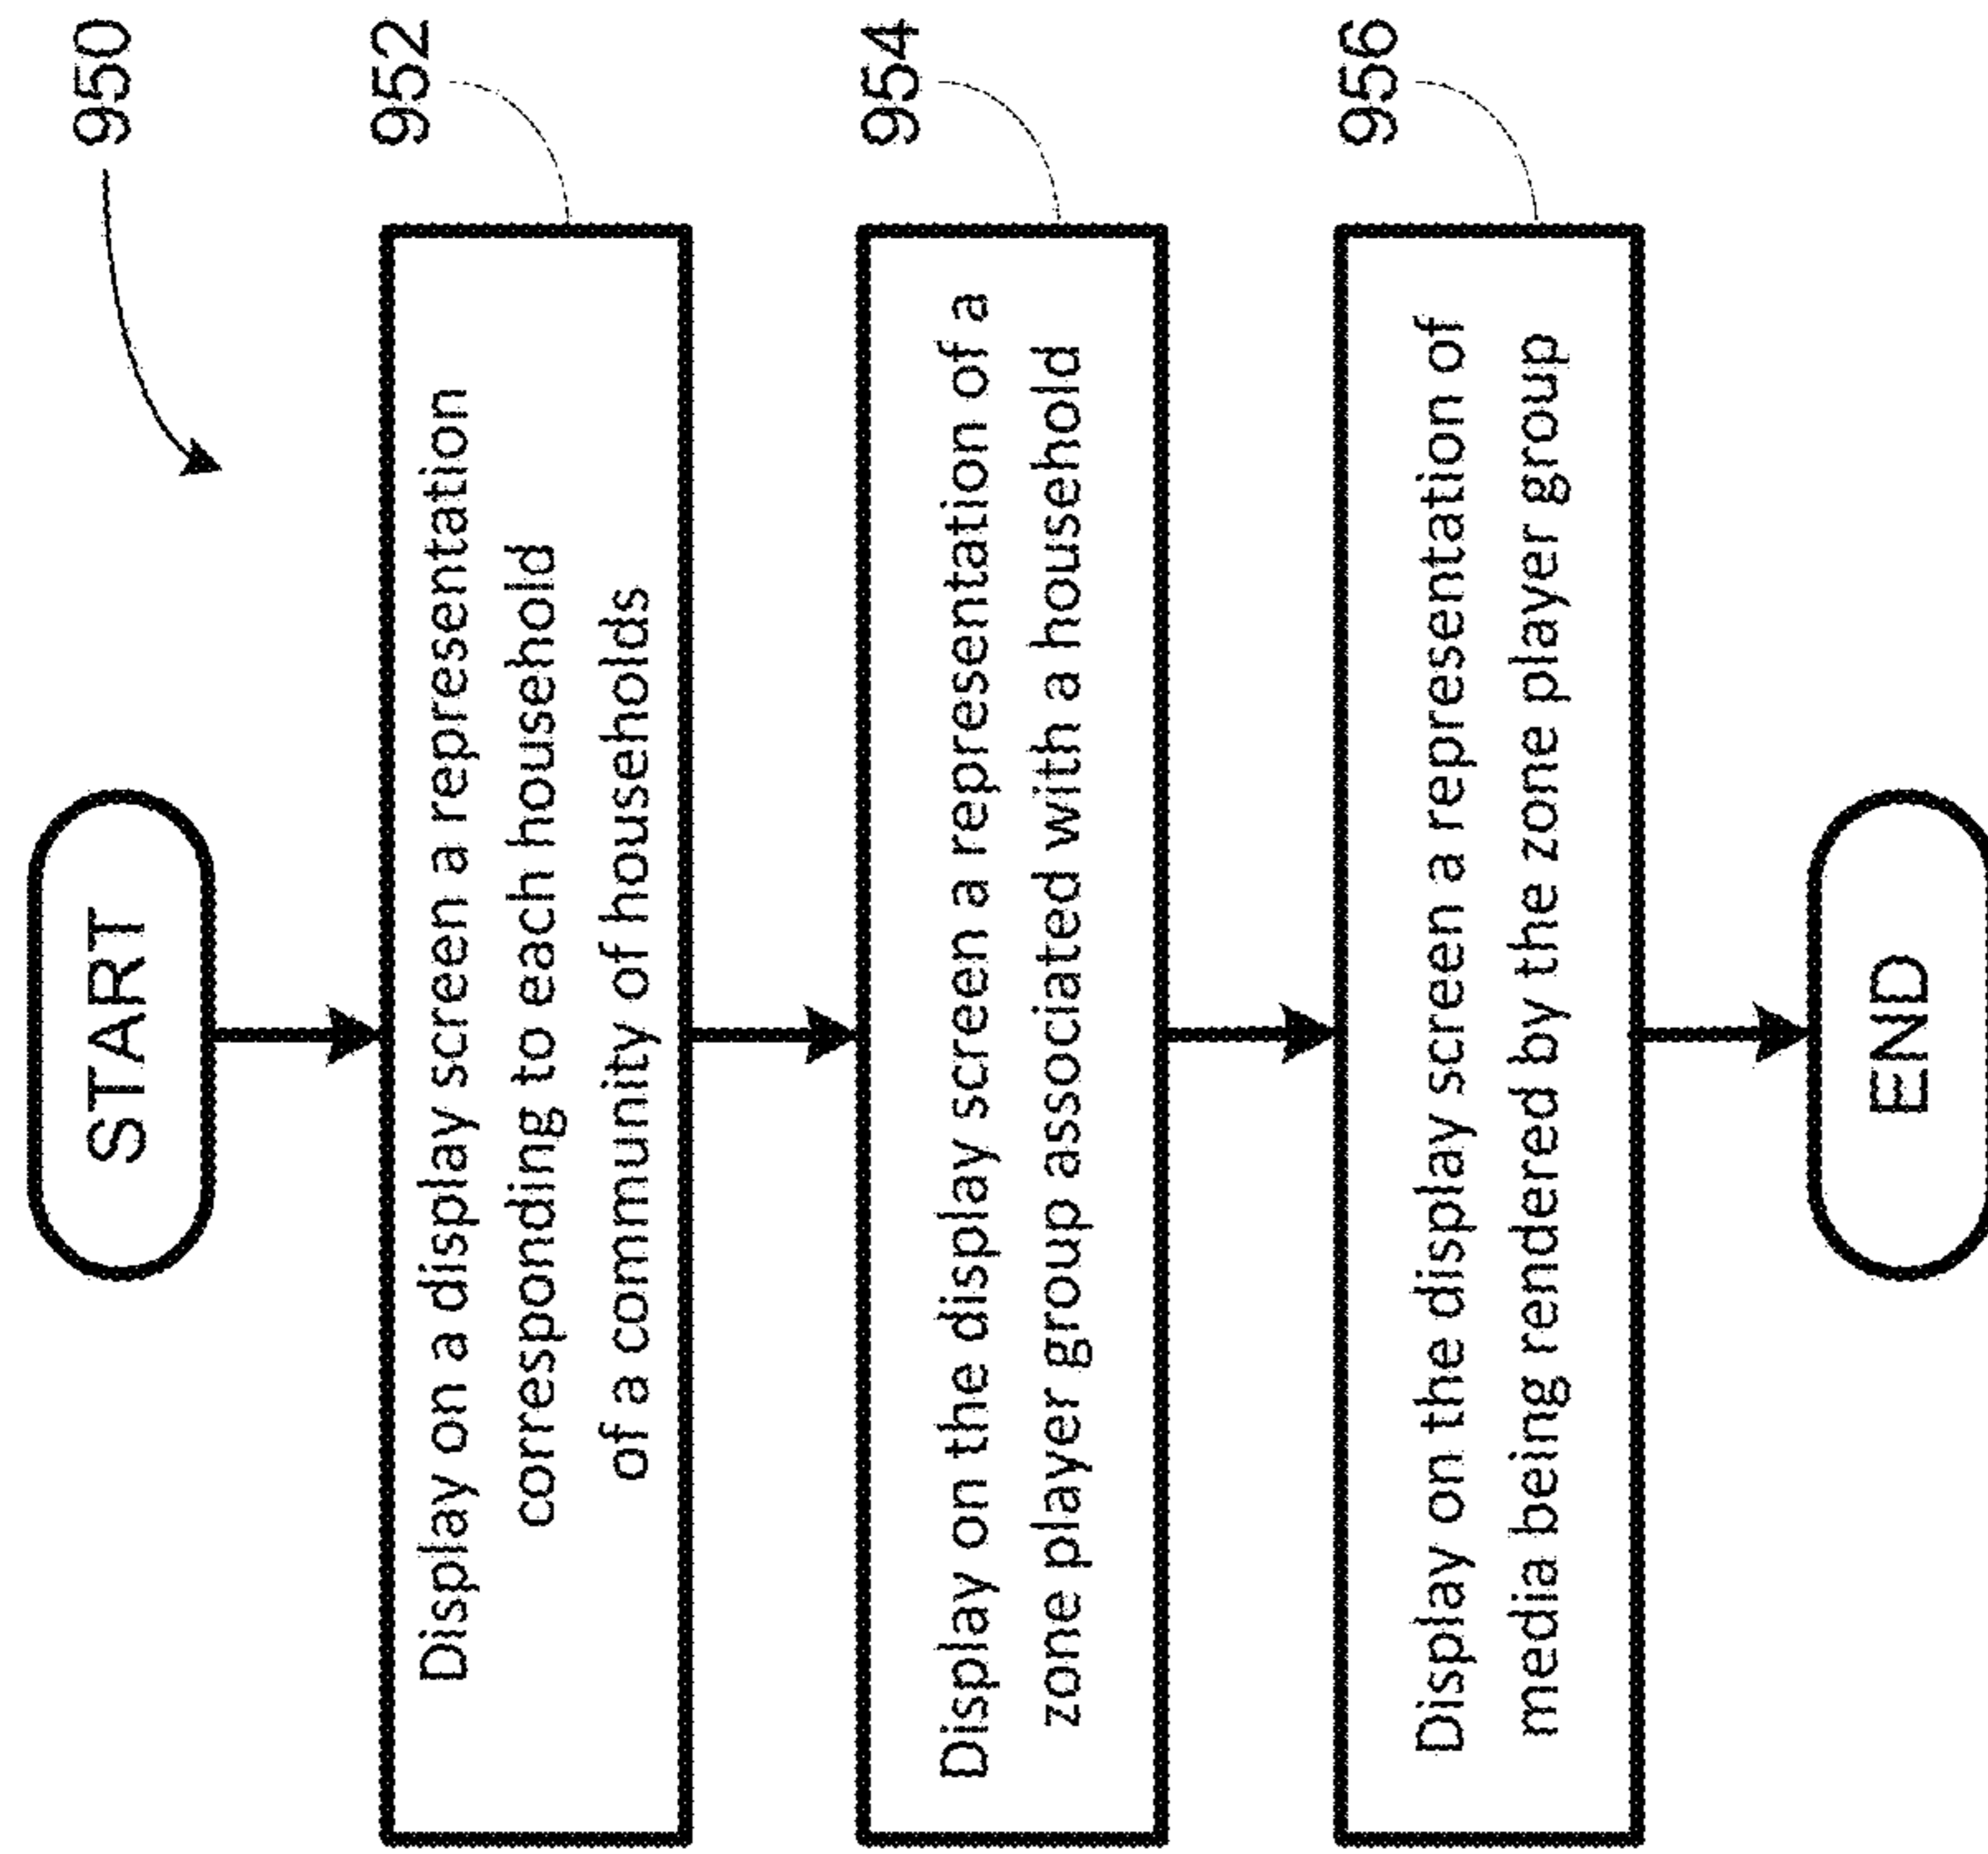 950
START
952
Display on a display screen a representation
corresponding to each household
of a community of households
954
Display on the display screen a representation of a
zone player group associated with a household
956
Display on the display screen a representation of
media being rendered by the zone player group
END